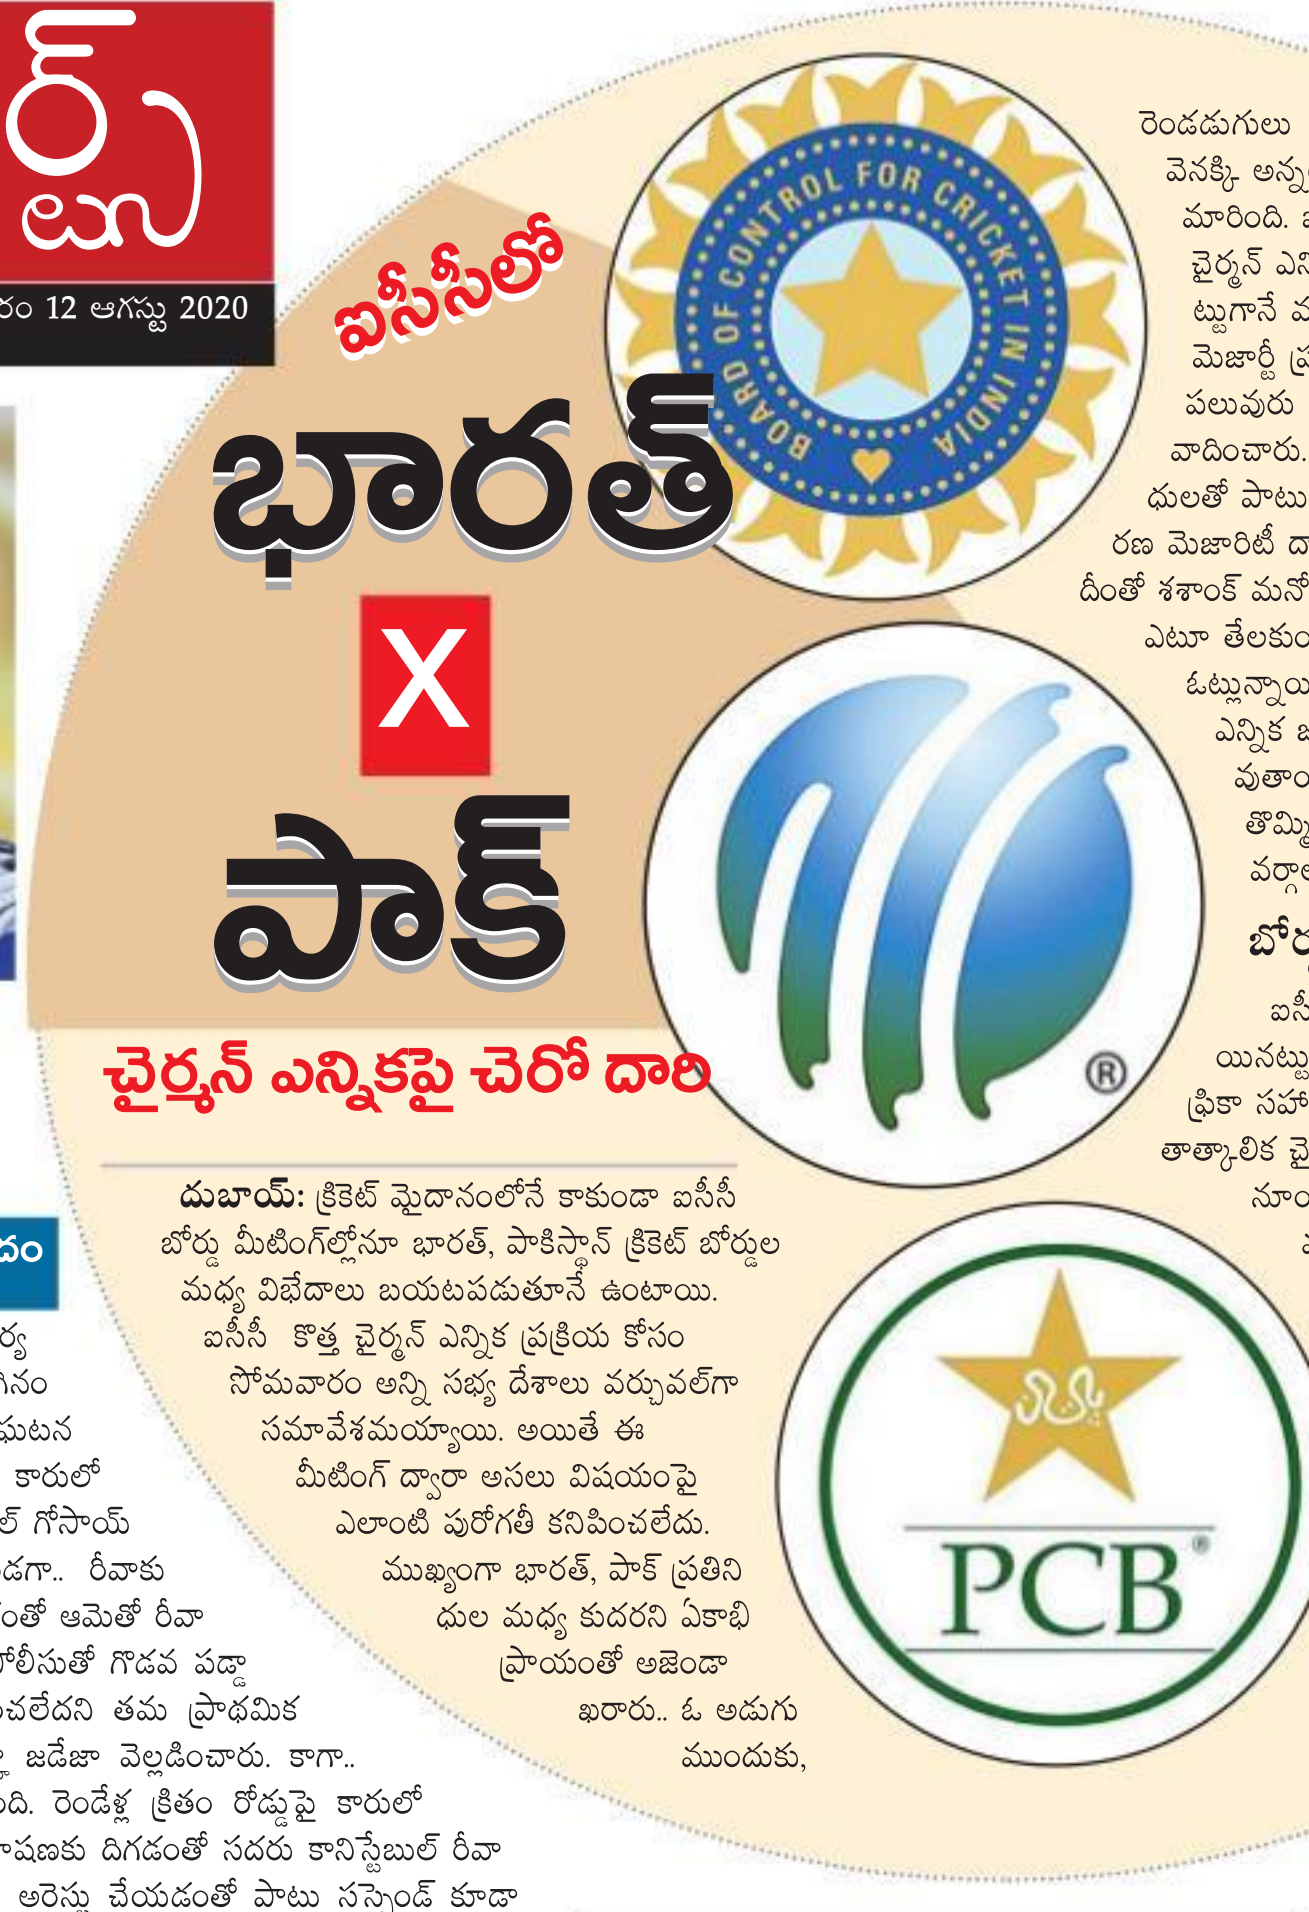 ర్ట్స్
12 ఆగస్టు 2020
ఐసీసీలో
భారత్
X
పాక్
చైర్మన్ ఎన్నికపై చెరో దారి
BOARD OF CONTROL FOR CRICKET IN INDIA
®
PCB
®
దుబాయ్: క్రికెట్ మైదానంలోనే కాకుండా ఐసీసీ
బోర్డు మీటింగ్‌ల్లోనూ భారత్, పాకిస్థాన్ క్రికెట్ బోర్డుల
మధ్య విభేదాలు బయటపడుతూనే ఉంటాయి.
ఐసీసీ కొత్త చైర్మన్ ఎన్నిక ప్రక్రియ కోసం
సోమవారం అన్ని సభ్య దేశాలు వర్చువల్‌గా
సమావేశమయ్యాయి. అయితే ఈ
మీటింగ్ ద్వారా అసలు విషయంపై
ఎలాంటి పురోగతీ కనిపించలేదు.
ముఖ్యంగా భారత్, పాక్ ప్రతిని
ధుల మధ్య కుదరని ఏకాభి
ప్రాయంతో అజెండా
ఖరారు.. ఓ అడుగు
ముందుకు,
రెండడుగులు
వెనక్కి
మారింది.
చైర్మన్
ట్టుగానే
మెజార్టీ
పలువురు
వాదించారు.
ధులతో పాటు
రణ మెజారిటీ
దీంతో శశాంక్
ఎటూ
ఎన్నిక
ఐసీ
యినట్టు
ఫ్రికా సహా
తాత్కాలిక
కారులో
గోసాయ్
రీవాకు
ఆమెతో రీవా
గొడవ పడ్డా
తమ ప్రాథమిక
జడేజా వెల్లడించారు. కాగా..
రెండేళ్ల క్రితం రోడ్డుపై కారులో
దిగడంతో సదరు కానిస్టేబుల్ రీవా
అరెస్టు చేయడంతో పాటు సస్పెండ్ కూడా